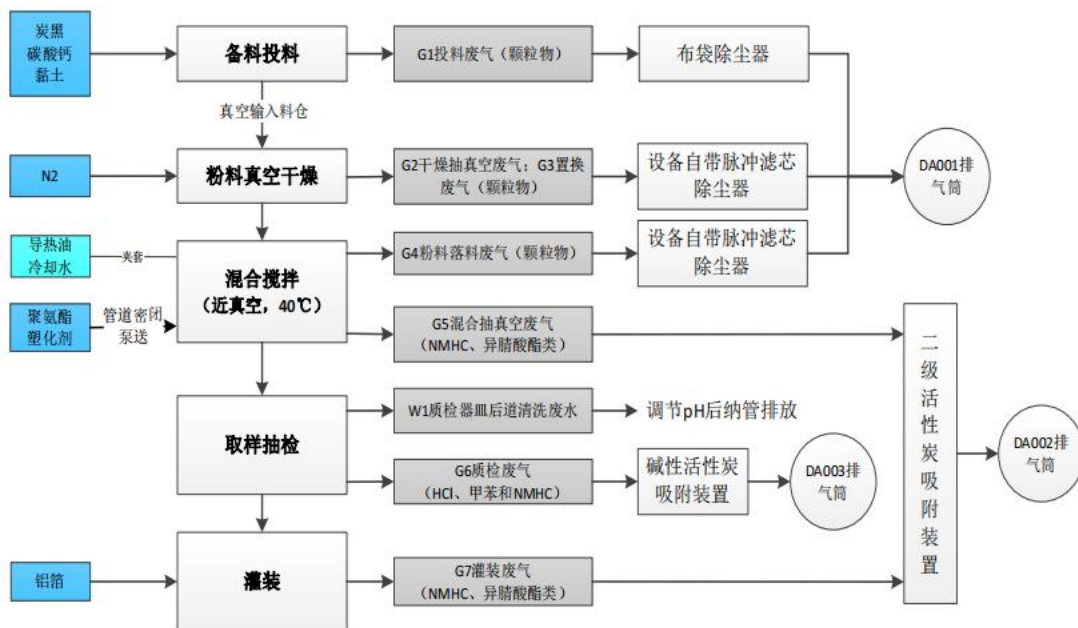 炭黑
碳酸钙
黏土
备料投料
G1投料废气（颗粒物）
布袋除尘器
真空输入料仓
N2
粉料真空干燥
G2干燥抽真空废气；G3置换
废气（颗粒物）
设备自带脉冲滤芯
除尘器
DA001排
气筒
导热油
冷却水
夹套
混合搅拌
（近真空，40℃）
G4粉料落料废气（颗粒物）
设备自带脉冲滤芯
除尘器
聚氨酯
塑化剂
管道密闭
泵送
G5混合抽真空废气
（NMHC、异腈酸酯类）
二级活性炭吸附装置
DA002排
气筒
取样抽检
W1质检器皿后道清洗废水
调节pH后纳管排放
G6质检废气
（HCl、甲苯和NMHC）
碱性活性炭
吸附装置
DA003排
气筒
铝箔
灌装
G7灌装废气
（NMHC、异腈酸酯类）